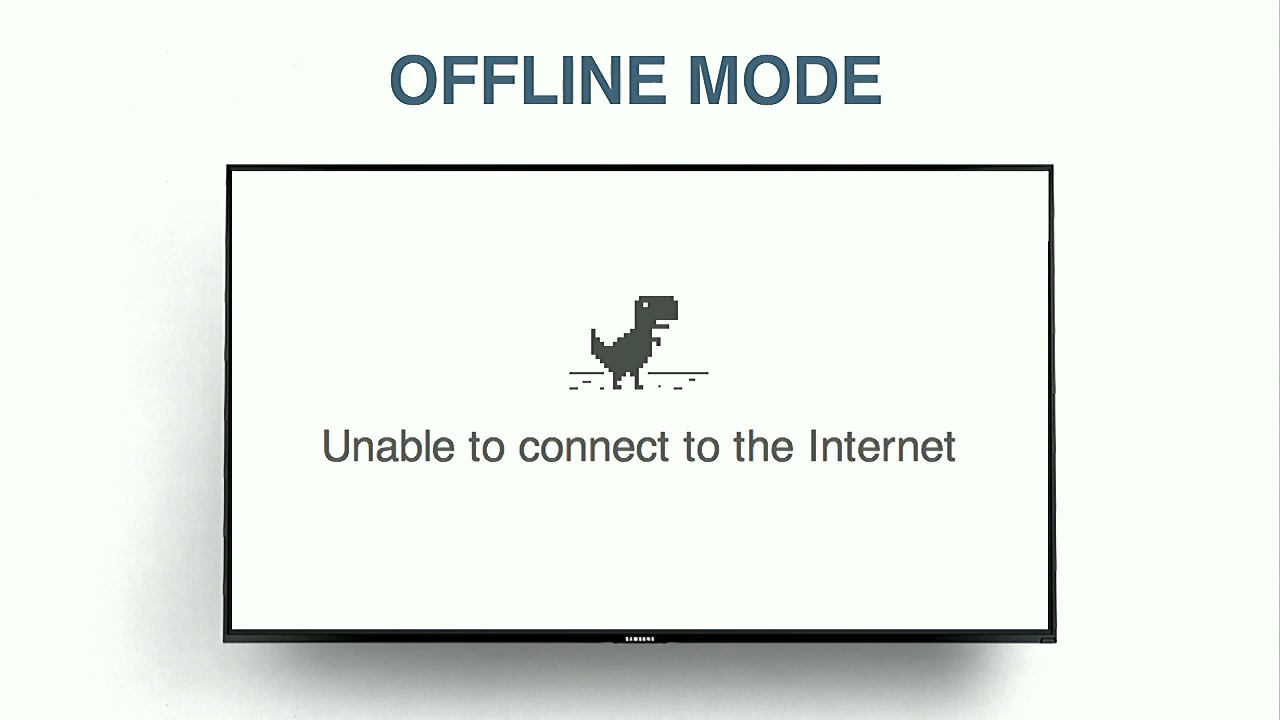 OFFLINE MODE
Unable to connect to the Internet
SAMSUNG